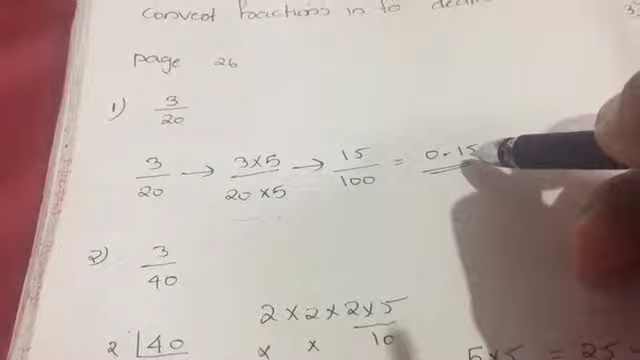 convert fractions in to
page 26
1) 3/20
3/20 → 3×5/20×5 → 15/100 = 0.15
2) 3/40
2 × 2 × 2×5
10
2 40
× ×
5×5 = 25